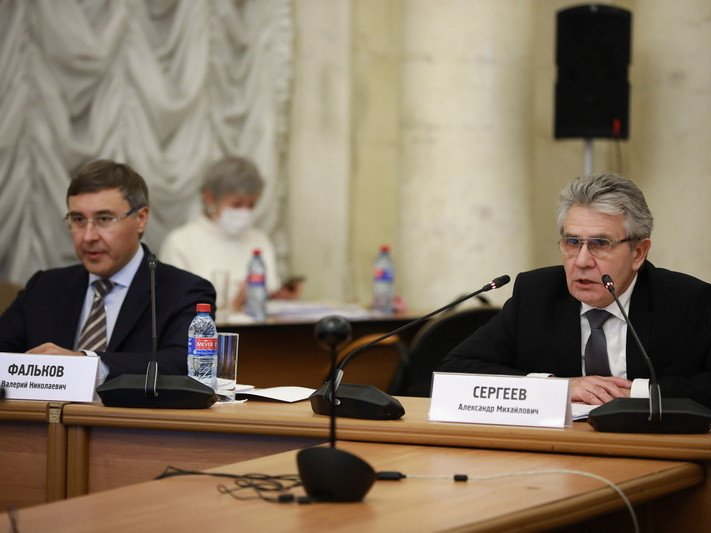 ФАЛЬКОВ
Валерий Николаевич
СЕРГЕЕВ
Александр Михайлович